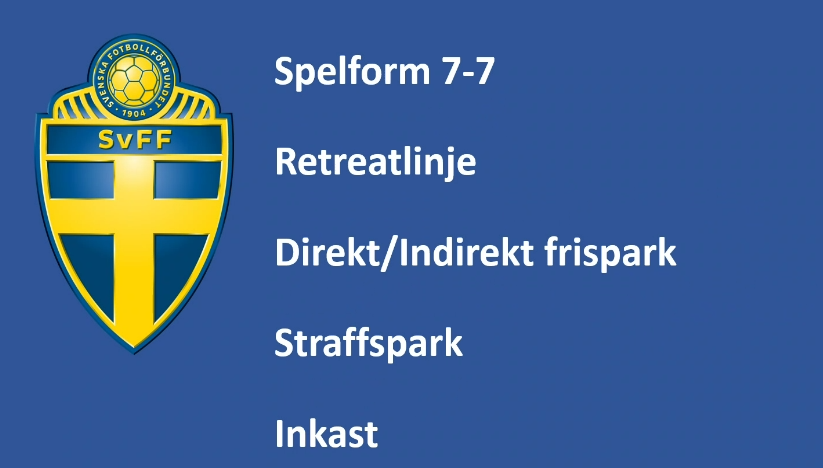 SVENSKA FOTBOLLFÖRBUNDET
· 1904 ·
SvFF
Spelform 7-7
Retreatlinje
Direkt/Indirekt frispark
Straffspark
Inkast